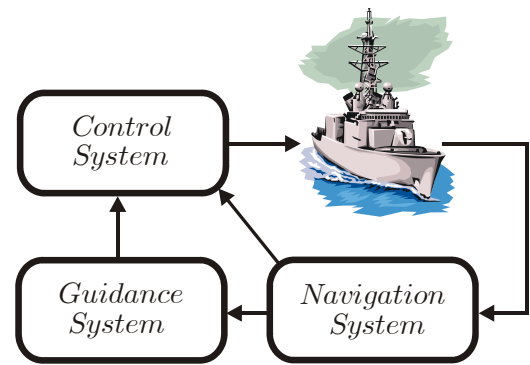 Control
System
Guidance
System
Navigation
System